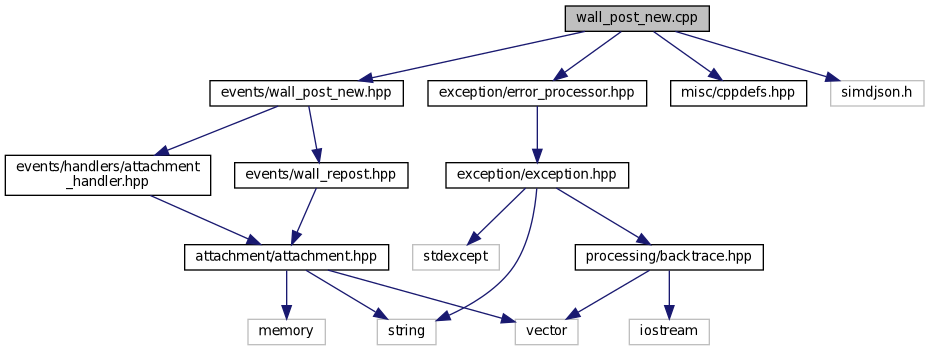 wall_post_new.cpp
events/wall_post_new.hpp
exception/error_processor.hpp
misc/cppdefs.hpp
simdjson.h
events/handlers/attachment
_handler.hpp
events/wall_repost.hpp
exception/exception.hpp
attachment/attachment.hpp
stdexcept
processing/backtrace.hpp
memory
string
vector
iostream